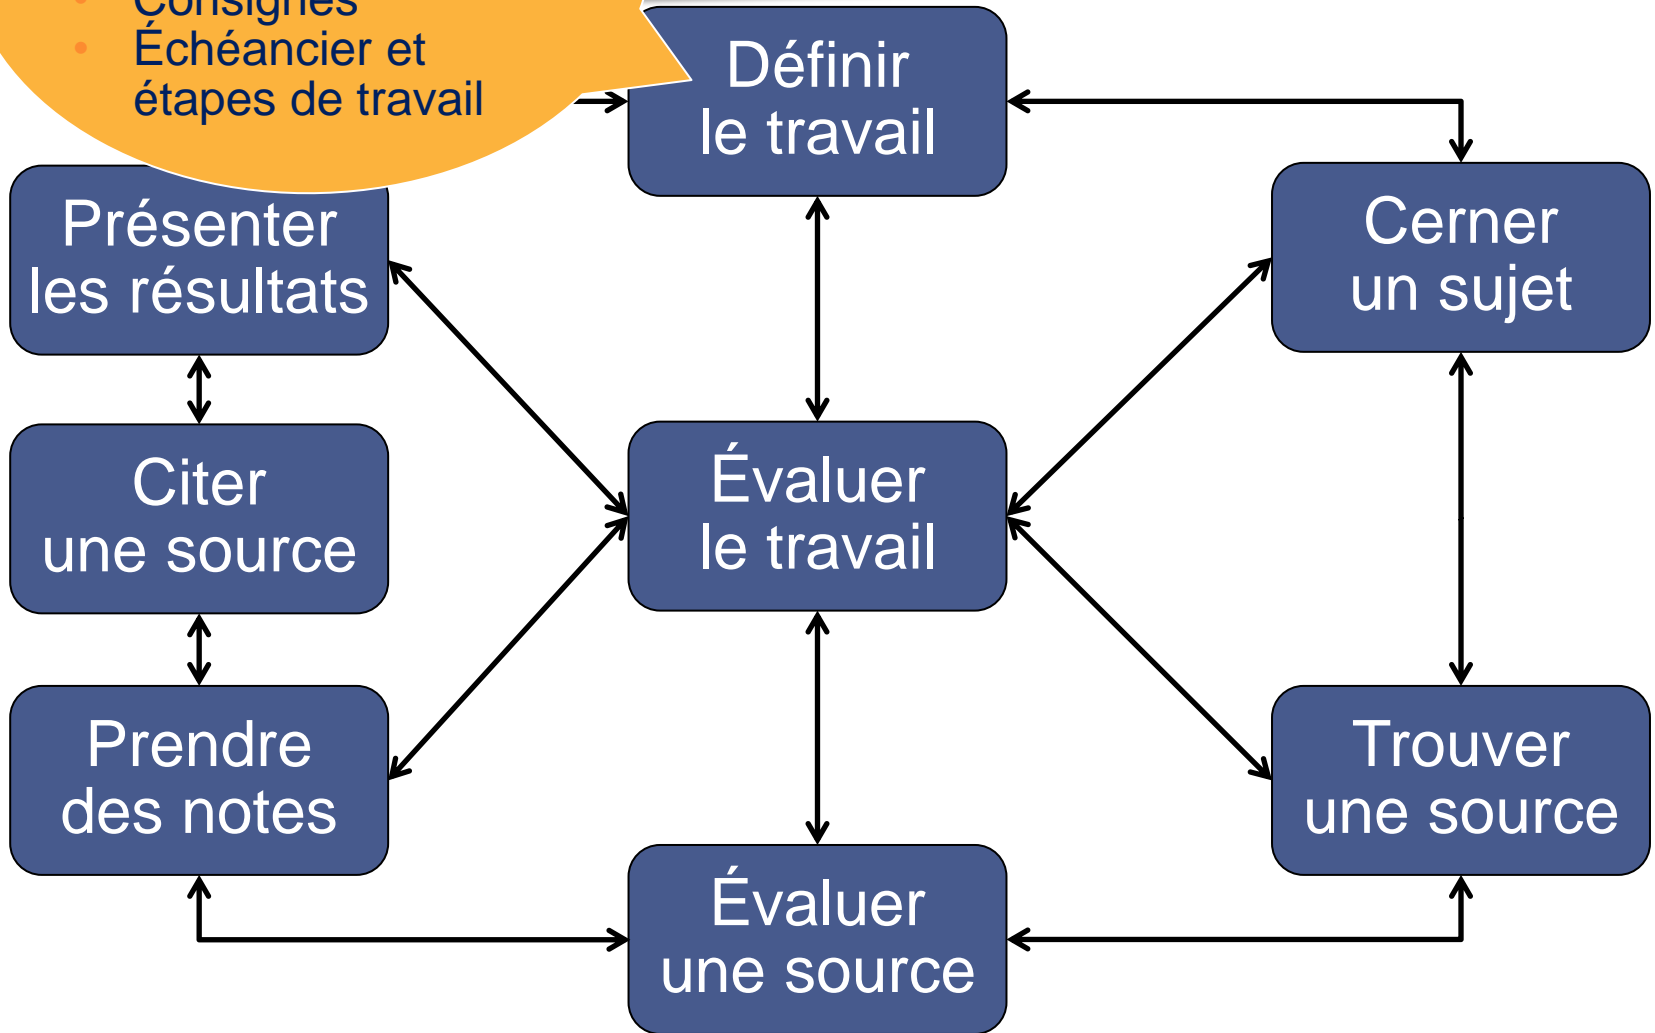 Consignes
Échéancier et
étapes de travail
Définir
le travail
Présenter
les résultats
Cerner
un sujet
Citer
une source
Évaluer
le travail
Prendre
des notes
Trouver
une source
Évaluer
une source